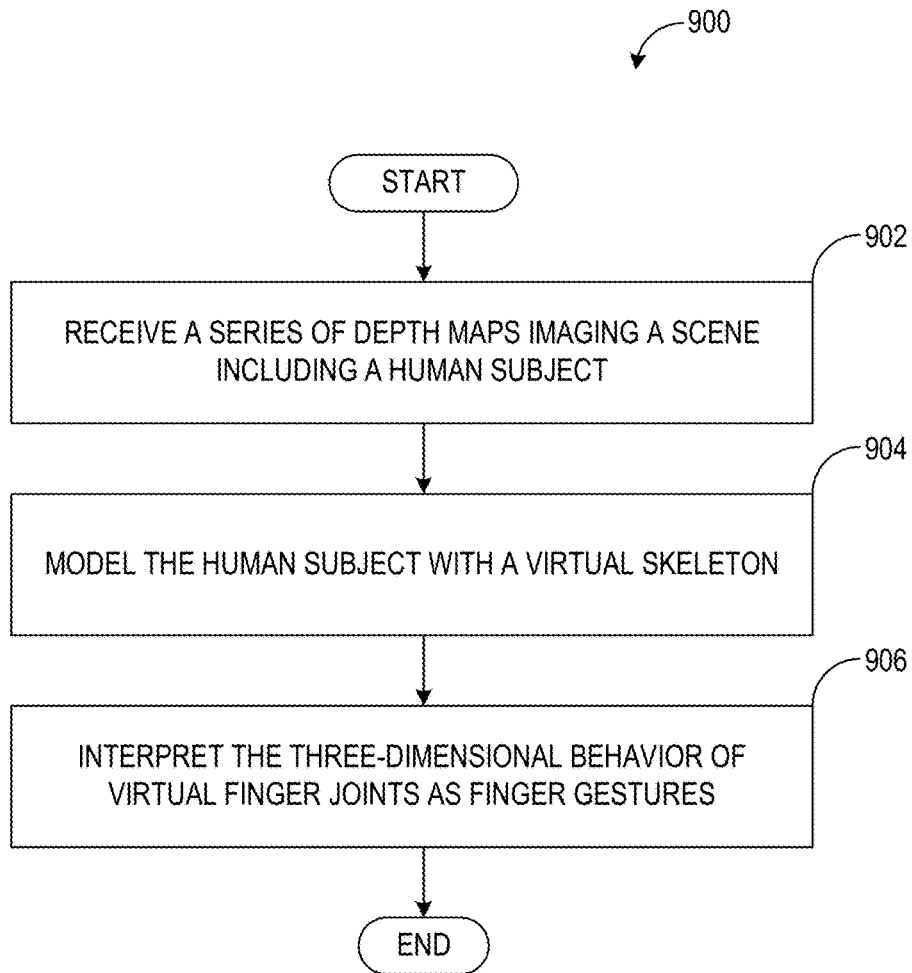 900
START
902
RECEIVE A SERIES OF DEPTH MAPS IMAGING A SCENE
INCLUDING A HUMAN SUBJECT
904
MODEL THE HUMAN SUBJECT WITH A VIRTUAL SKELETON
906
INTERPRET THE THREE-DIMENSIONAL BEHAVIOR OF
VIRTUAL FINGER JOINTS AS FINGER GESTURES
END